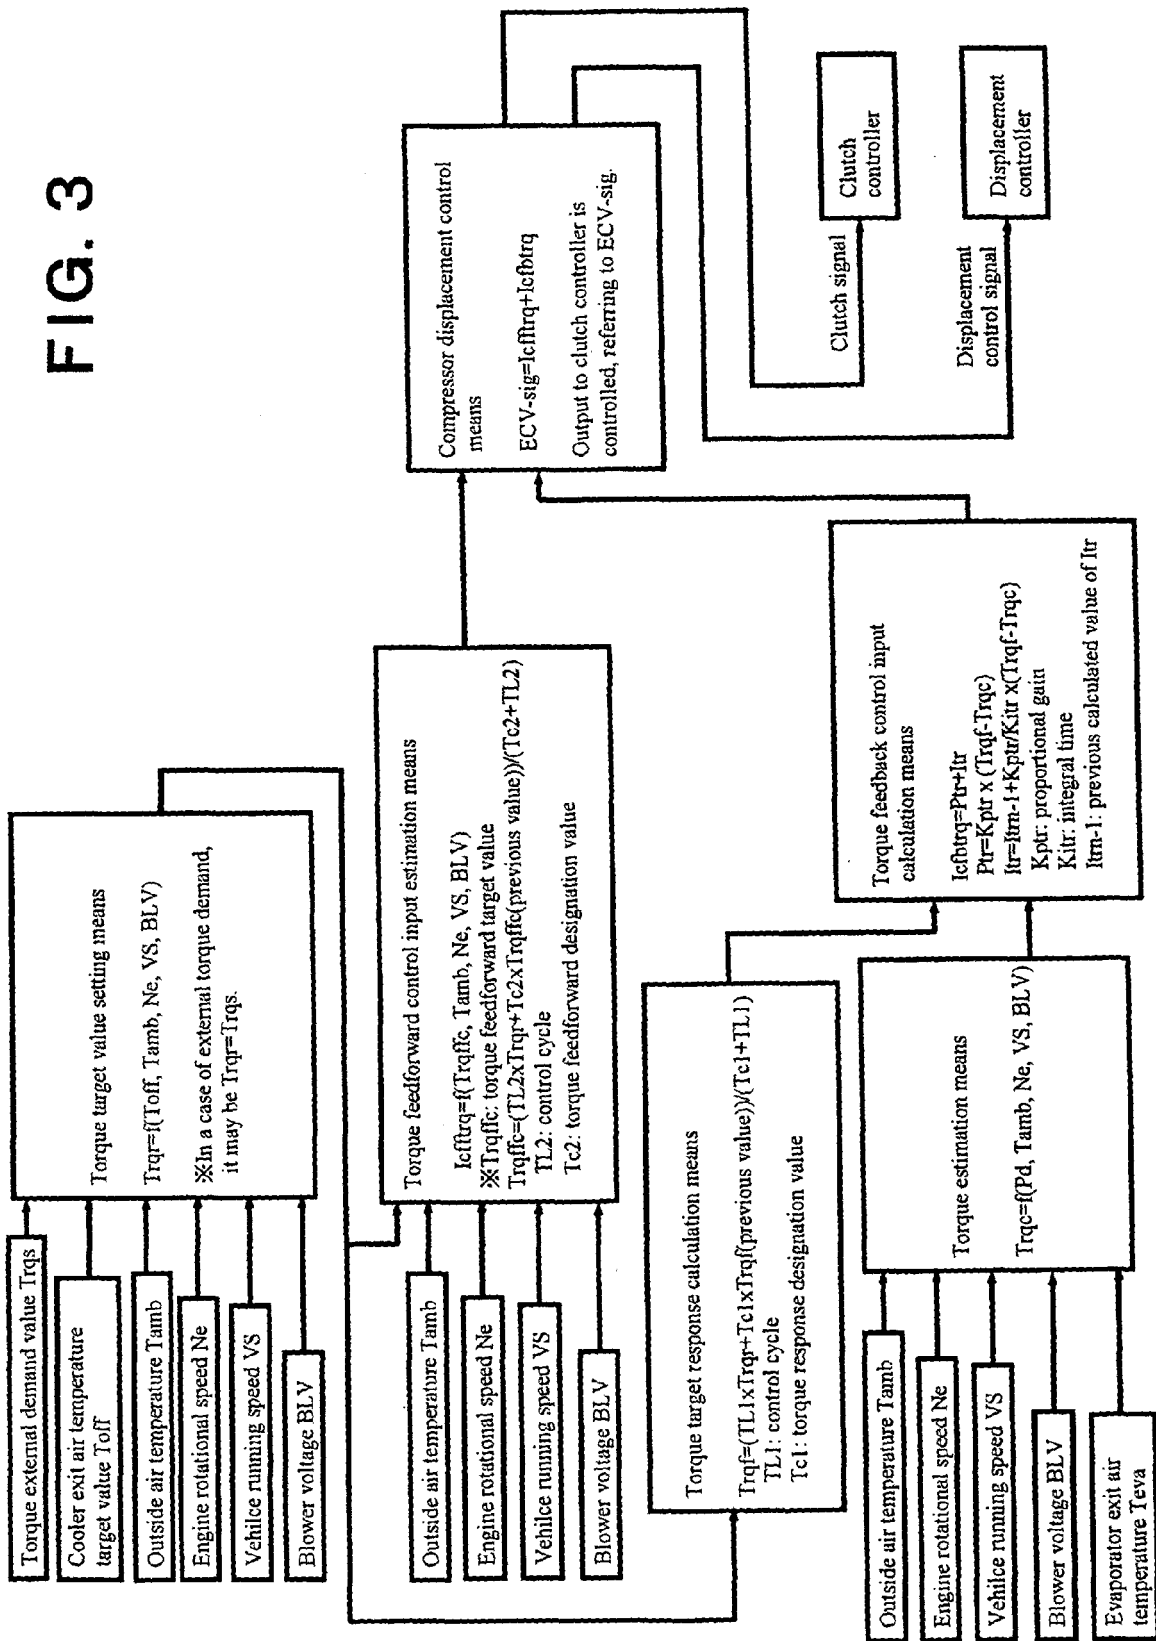 FIG. 3
Torque external demand value Trqs
Cooler exit air temperature
target value Toff
Outside air temperature Tamb
Engine rotational speed Ne
Vehilce running speed VS
Blower voltage BLV
Torque target value setting means
Trqr=f(Toff, Tamb, Ne, VS, BLV)
※In a case of external torque demand,
it may be Trqr=Trqs.
Outside air temperature Tamb
Engine rotational speed Ne
Vehilce running speed VS
Blower voltage BLV
Torque feedforward control input estimation means
Icfftrq=f(Trqffc, Tamb, Ne, VS, BLV)
※Trqffc: torque feedforward target value
Trqffc=(TL2xTrqr+Tc2xTrqffc(previous value))/(Tc2+TL2)
TL2: control cycle
Tc2: torque feedforward designation value
Torque target response calculation means
Trqf=(TL1xTrqr+Tc1xTrqf(previous value))/(Tc1+TL1)
TL1: control cycle
Tc1: torque response designation value
Outside air temperature Tamb
Engine rotational speed Ne
Vehilce running speed VS
Blower voltage BLV
Evaporator exit air
temperature Teva
Torque estimation means
Trqc=f(Pd, Tamb, Ne, VS, BLV)
Torque feedback control input
calculation means
Icfbtrq=Ptr+Itr
Ptr=Kptr x (Trqf-Trqc)
Itr=Itrn-1+Kptr/Kitr x(Trqf-Trqc)
Kptr: proportional gain
Kitr: integral time
Itrn-1: previous calculated value of Itr
Compressor displacement control
means
ECV-sig=Icfftrq+Icfbtrq
Output to clutch controller is
controlled, referring to ECV-sig.
Clutch signal
Clutch
controller
Displacement
control signal
Displacement
controller